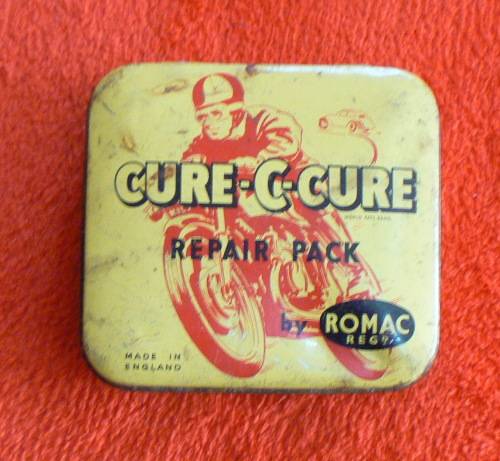 CURE-C-CURE
REPAIR PACK
by ROMAC
REGD.
MADE IN
ENGLAND